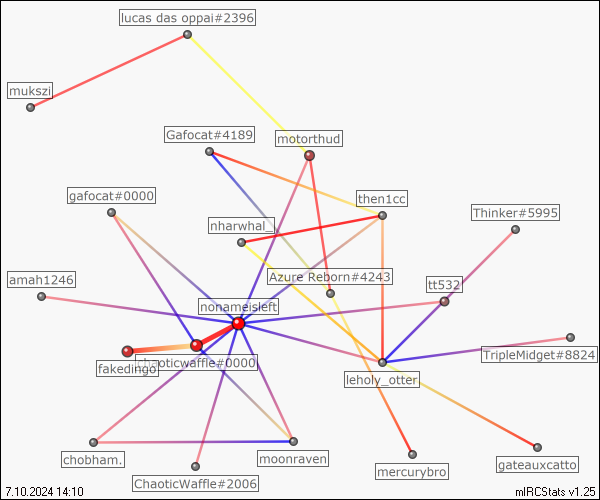 lucas das oppai#2396
mukszi
Gafocat#4189
motorthud
gafocat#0000
then1cc
Thinker#5995
nharwhal_
Azure Reborn#4243
amah1246
tt532
nonameisleft
chaoticwaffle#0000
TripleMidget#8824
fakedingo
leholy_otter
chobham.
moonraven
gateauxcatto
mercurybro
ChaoticWaffle#2006
7.10.2024 14:10
mIRCStats v1.25